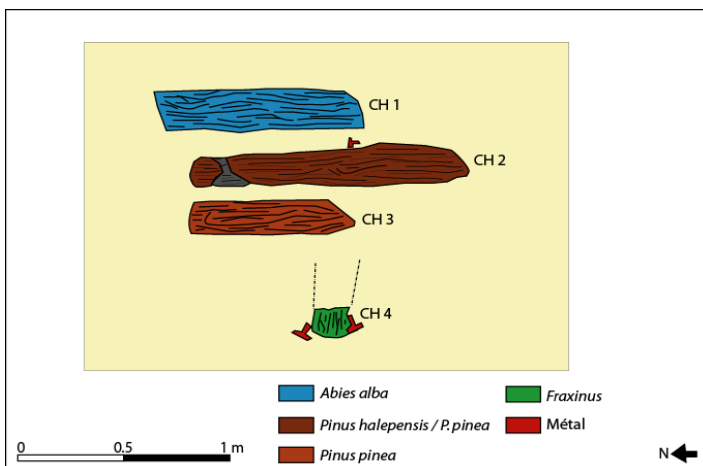 CH 1
CH 2
CH 3
CH 4
Abies alba
Pinus halepensis / P. pinea
Pinus pinea
Fraxinus
Métal
0 0.5 1 m
N